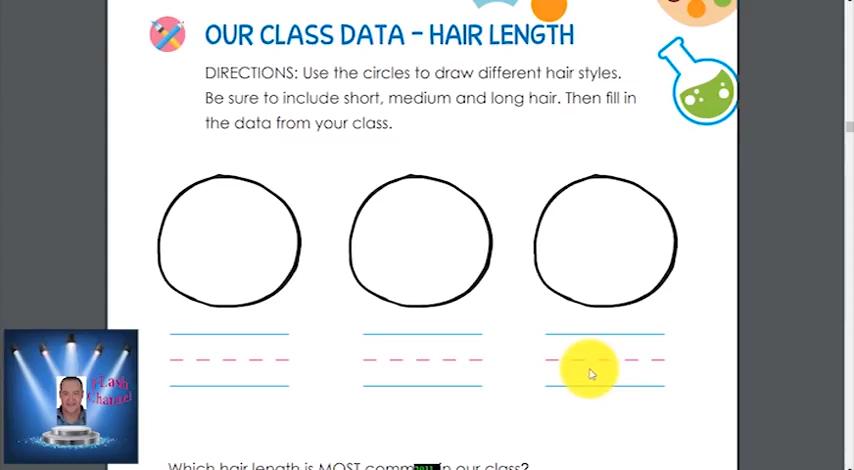 OUR CLASS DATA - HAIR LENGTH
DIRECTIONS: Use the circles to draw different hair styles.
Be sure to include short, medium and long hair. Then fill in
the data from your class.
FLash
Channel
Which hair length is MOST comm in our class?